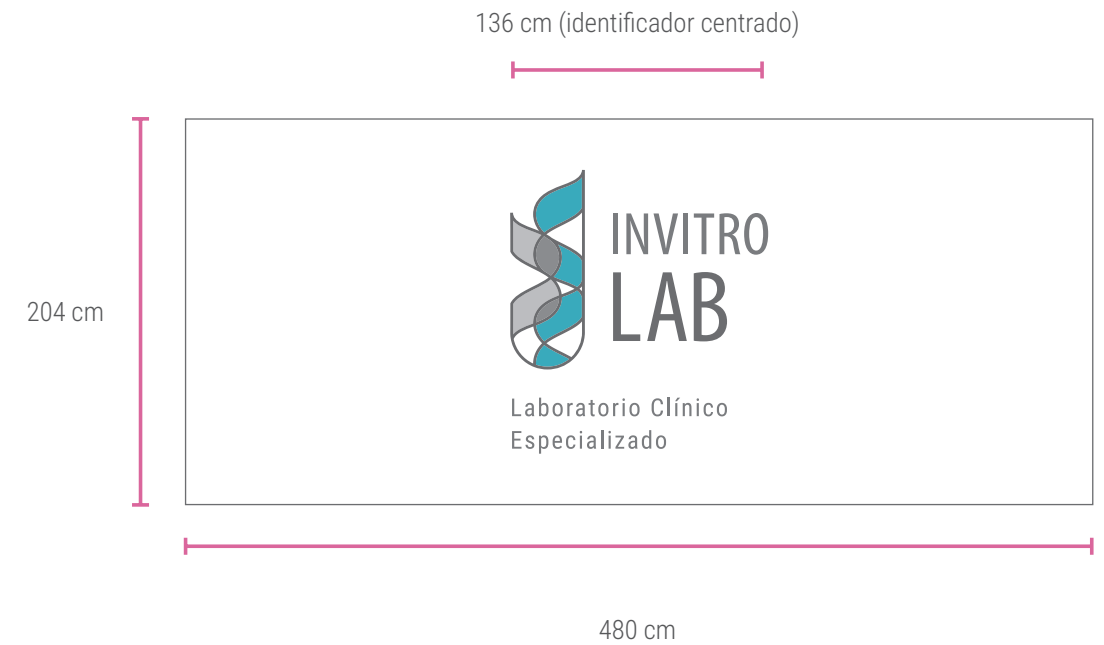 136 cm (identificador centrado)
204 cm
INVITRO
LAB
Laboratorio Clínico
Especializado
480 cm